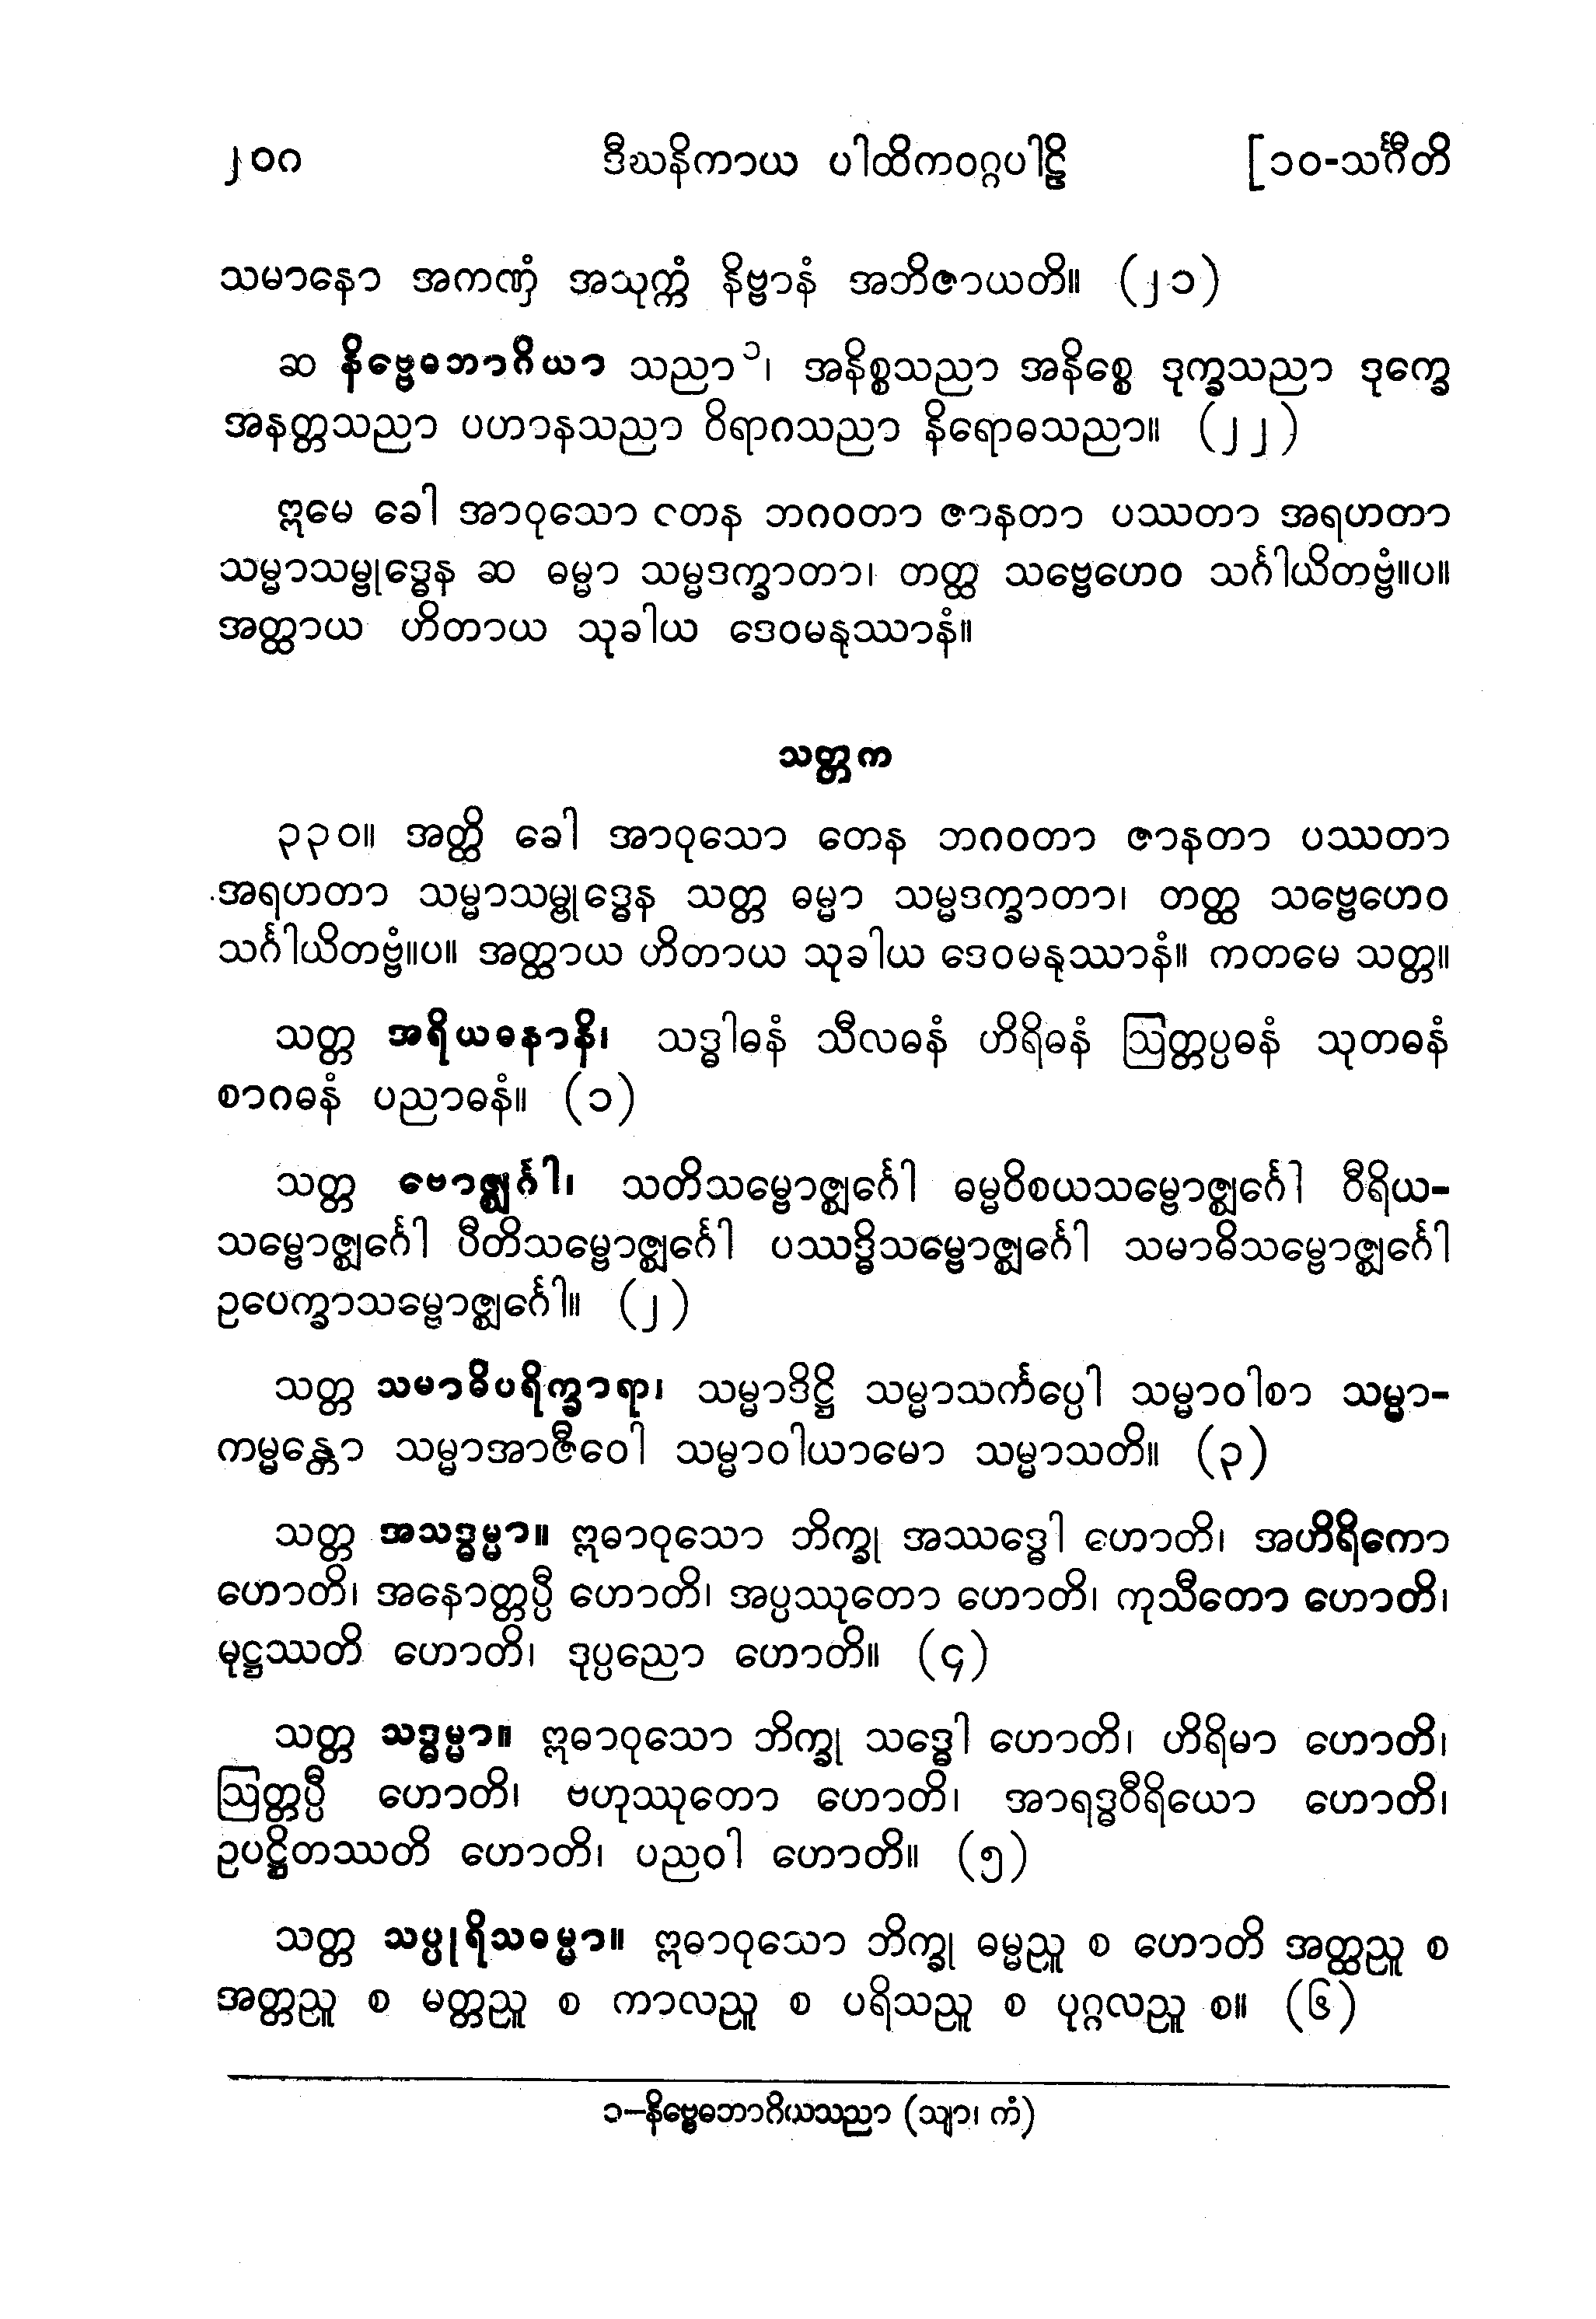 ၂၀ဂ ဒီဃနိကာယ ပါထိကဝဂ္ဂပါဠိ [၁၀-သင်္ဂီတိ
သမာနော အကဏှံ အသုက္ကံ နိဗ္ဗာနံ အဘိဇာယတိ။ (၂၁)
ဆ နိဗ္ဗေဓဘာဂိယာ သညာ၁၊ အနိစ္စသညာ အနိစ္စေ ဒုက္ခသညာ ဒုက္ခေ
အနတ္တသညာ ပဟာနသညာ ဝိရာဂသညာ နိရောဓသညာ။ (၂၂)
ဣမေ ခေါ အာဝုသော တေန ဘဂဝတာ ဇာနတာ ပဿတာ အရဟတာ
သမ္မာသမ္ဗုဒ္ဓေန ဆ ဓမ္မာ သမ္မဒက္ခာတာ၊ တတ္ထ သဗ္ဗေဟေဝ သင်္ဂါယိတဗ္ဗံ။ပ။
အတ္ထာယ ဟိတာယ သုခါယ ဒေဝမနုဿာနံ။
သတ္တက
၃၃၀။ အတ္ထိ ခေါ အာဝုသော တေန ဘဂဝတာ ဇာနတာ ပဿတာ
အရဟတာ သမ္မာသမ္ဗုဒ္ဓေန သတ္တ ဓမ္မာ သမ္မဒက္ခာတာ၊ တတ္ထ သဗ္ဗေဟေဝ
သင်္ဂါယိတဗ္ဗံ။ပ။ အတ္ထာယ ဟိတာယ သုခါယ ဒေဝမနုဿာနံ။ ကတမေ သတ္တ။
သတ္တ အရိယဓနာနိ၊ သဒ္ဓါဓနံ သီလဓနံ ဟိရိဓနံ ဩတ္တပ္ပဓနံ သုတဓနံ
စာဂဓနံ ပညာဓနံ။ (၁)
သတ္တ ဗောဇ္ဈင်္ဂါ၊ သတိသမ္ဗောဇ္ဈင်္ဂေါ ဓမ္မဝိစယသမ္ဗောဇ္ဈင်္ဂေါ ဝီရိယ-
သမ္ဗောဇ္ဈင်္ဂေါ ပီတိသမ္ဗောဇ္ဈင်္ဂေါ ပဿဒ္ဓိသမ္ဗောဇ္ဈင်္ဂေါ သမာဓိသမ္ဗောဇ္ဈင်္ဂေါ
ဥပေက္ခာသမ္ဗောဇ္ဈင်္ဂေါ။ (၂)
သတ္တ သမာဓိပရိက္ခာရာ၊ သမ္မာဒိဋ္ဌိ သမ္မာသင်္ကပ္ပေါ သမ္မာဝါစာ သမ္မာ-
ကမ္မန္တော သမ္မာအာဇီဝေါ သမ္မာဝါယာမော သမ္မာသတိ။ (၃)
သတ္တ အသဒ္ဓမ္မာ။ ဣဓာဝုသော ဘိက္ခု အဿဒ္ဓေါ ဟောတိ၊ အဟိရိကော
ဟောတိ၊ အနောတ္တပ္ပီ ဟောတိ၊ အပ္ပဿုတော ဟောတိ၊ ကုသီတော ဟောတိ၊
မုဋ္ဌဿတိ ဟောတိ၊ ဒုပ္ပညော ဟောတိ။ (၄)
သတ္တ သဒ္ဓမ္မာ။ ဣဓာဝုသော ဘိက္ခု သဒ္ဓေါ ဟောတိ၊ ဟိရိမာ ဟောတိ၊
ဩတ္တပ္ပီ ဟောတိ၊ ဗဟုဿုတော ဟောတိ၊ အာရဒ္ဓဝီရိယော ဟောတိ၊
ဥပဋ္ဌိတဿတိ ဟောတိ၊ ပညဝါ ဟောတိ။ (၅)
သတ္တ သပ္ပုရိသဓမ္မာ။ ဣဓာဝုသော ဘိက္ခု ဓမ္မညူ စ ဟောတိ အတ္ထညူ စ
အတ္တညူ စ မတ္တညူ စ ကာလညူ စ ပရိသညူ စ ပုဂ္ဂလညူ စ။ (၆)
၁—နိဗ္ဗေဓဘာဂိယသညာ (သျာ၊ ကံ)